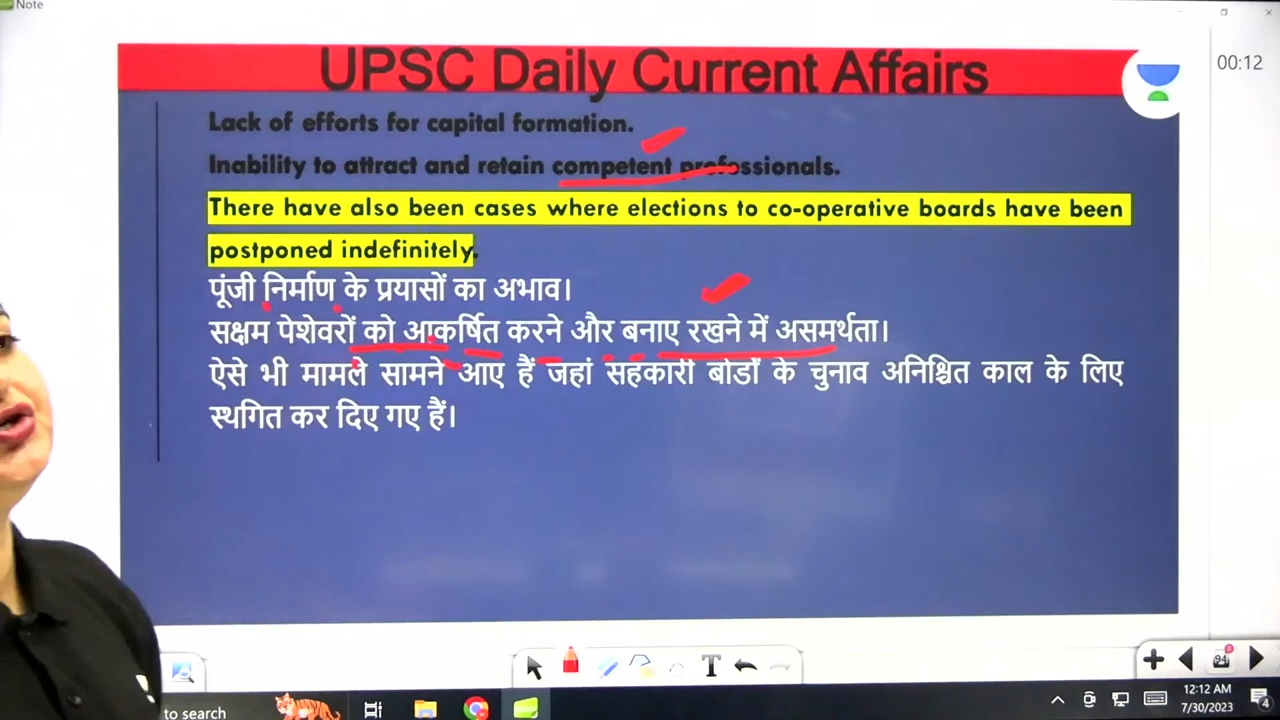 Note
UPSC Daily Current Affairs
00:12
Lack of efforts for capital formation.
Inability to attract and retain competent professionals.
There have also been cases where elections to co-operative boards have been
postponed indefinitely.
पूंजी निर्माण के प्रयासों का अभाव।
सक्षम पेशेवरों को आकर्षित करने और बनाए रखने में असमर्थता।
ऐसे भी मामले सामने आए हैं जहां सहकारी बोर्डों के चुनाव अनिश्चित काल के लिए
स्थगित कर दिए गए हैं।
T
94
to search
12:12 AM
7/30/2023
4